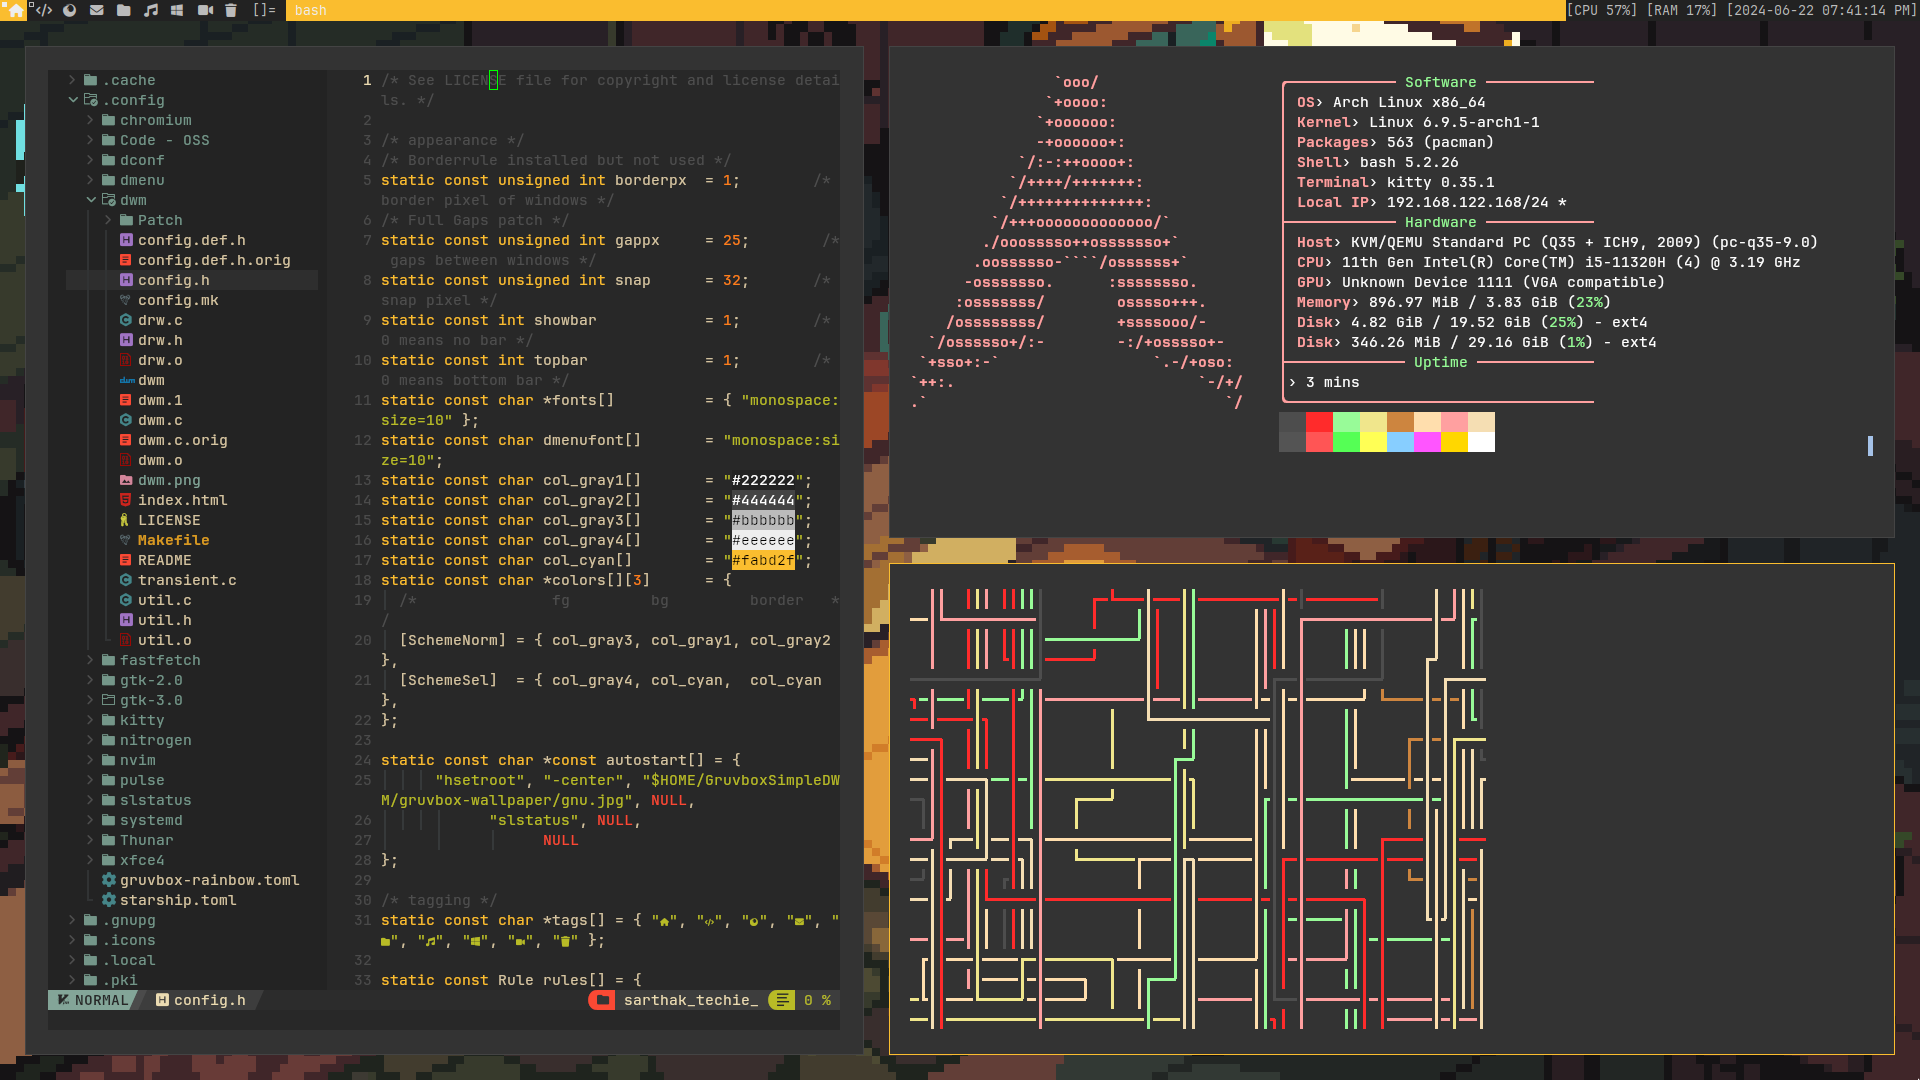 []= bash [CPU 57%] [RAM 17%] [2024-06-22 07:41:14 PM]
.cache
.config
chromium
Code - OSS
dconf
dmenu
dwm
Patch
config.def.h
config.def.h.orig
config.h
config.mk
drw.c
drw.h
drw.o
dwm
dwm.1
dwm.c
dwm.c.orig
dwm.o
dwm.png
index.html
LICENSE
Makefile
README
transient.c
util.c
util.h
util.o
fastfetch
gtk-2.0
gtk-3.0
kitty
nitrogen
nvim
pulse
slstatus
systemd
Thunar
xfce4
gruvbox-rainbow.toml
starship.toml
.gnupg
.icons
.local
.pki
1 /* See LICENSE file for copyright and license detai
ls. */
2
3 /* appearance */
4 /* Borderrule installed but not used */
5 static const unsigned int borderpx  = 1;        /*
border pixel of windows */
6 /* Full Gaps patch */
7 static const unsigned int gappx     = 25;        /*
 gaps between windows */
8 static const unsigned int snap      = 32;       /*
snap pixel */
9 static const int showbar            = 1;        /*
0 means no bar */
10 static const int topbar             = 1;        /*
0 means bottom bar */
11 static const char *fonts[]          = { "monospace:
size=10" };
12 static const char dmenufont[]       = "monospace:si
ze=10";
13 static const char col_gray1[]       = "#222222";
14 static const char col_gray2[]       = "#444444";
15 static const char col_gray3[]       = "#bbbbbb";
16 static const char col_gray4[]       = "#eeeeee";
17 static const char col_cyan[]        = "#fabd2f";
18 static const char *colors[][3]      = {
19 /*               fg         bg         border   *
/
20 [SchemeNorm] = { col_gray3, col_gray1, col_gray2
},
21 [SchemeSel]  = { col_gray4, col_cyan,  col_cyan
},
22 };
23
24 static const char *const autostart[] = {
25 "hsetroot", "-center", "$HOME/GruvboxSimpleDW
M/gruvbox-wallpaper/gnu.jpg", NULL,
26 "slstatus", NULL,
27 NULL
28 };
29
30 /* tagging */
31 static const char *tags[] = { "", "", "", "", "
", "", "", "", "" };
32
33 static const Rule rules[] = {
NORMAL config.h sarthak_techie_ 0 %
`ooo/
`+oooo:
`+oooooo:
-+oooooo+:
`/:-:++oooo+:
`/++++/+++++++:
`/++++++++++++++:
`/+++ooooooooooooo/`
./ooosssso++osssssso+`
.oossssso-````/ossssss+`
-osssssso.      :ssssssso.
:osssssss/        osssso+++.
/ossssssss/        +ssssooo/-
`/ossssso+/:-        -:/+osssso+-
`+sso+:-`                 `.-/+oso:
`++:.                           `-/+/
.`                                 `/
Software
OS› Arch Linux x86_64
Kernel› Linux 6.9.5-arch1-1
Packages› 563 (pacman)
Shell› bash 5.2.26
Terminal› kitty 0.35.1
Local IP› 192.168.122.168/24 *
Hardware
Host› KVM/QEMU Standard PC (Q35 + ICH9, 2009) (pc-q35-9.0)
CPU› 11th Gen Intel(R) Core(TM) i5-11320H (4) @ 3.19 GHz
GPU› Unknown Device 1111 (VGA compatible)
Memory› 896.97 MiB / 3.83 GiB (23%)
Disk› 4.82 GiB / 19.52 GiB (25%) - ext4
Disk› 346.26 MiB / 29.16 GiB (1%) - ext4
Uptime
› 3 mins